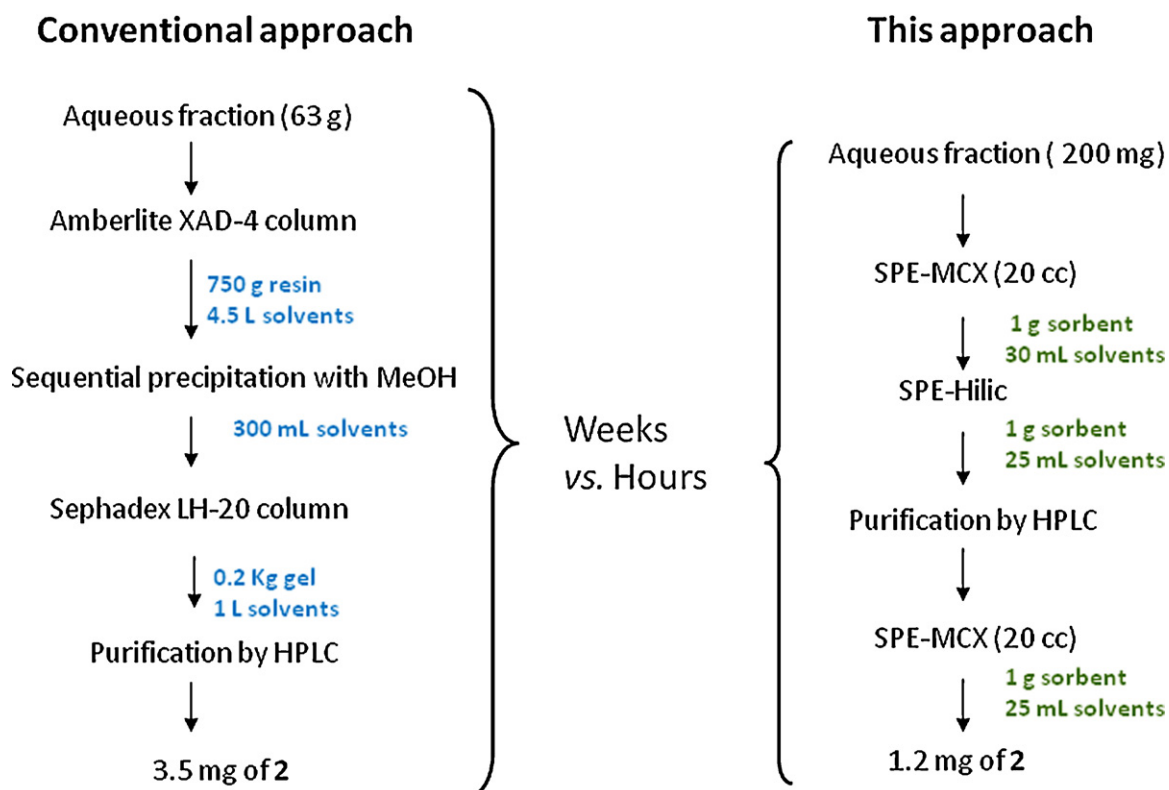 Conventional approach
Aqueous fraction (63 g)
Amberlite XAD-4 column
750 g resin
4.5 L solvents
Sequential precipitation with MeOH
300 mL solvents
Sephadex LH-20 column
0.2 Kg gel
1 L solvents
Purification by HPLC
3.5 mg of 2
Weeks
vs. Hours
This approach
Aqueous fraction ( 200 mg)
SPE-MCX (20 cc)
1 g sorbent
30 mL solvents
SPE-Hilic
1 g sorbent
25 mL solvents
Purification by HPLC
SPE-MCX (20 cc)
1 g sorbent
25 mL solvents
1.2 mg of 2